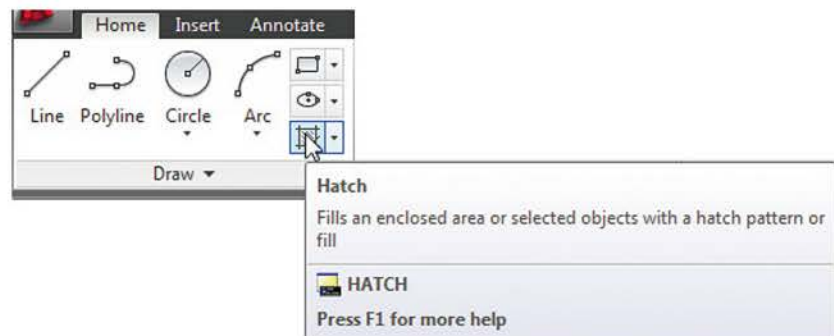 Home Insert Annotate
Line Polyline Circle Arc
Draw
Hatch
Fills an enclosed area or selected objects with a hatch pattern or
fill
HATCH
Press F1 for more help